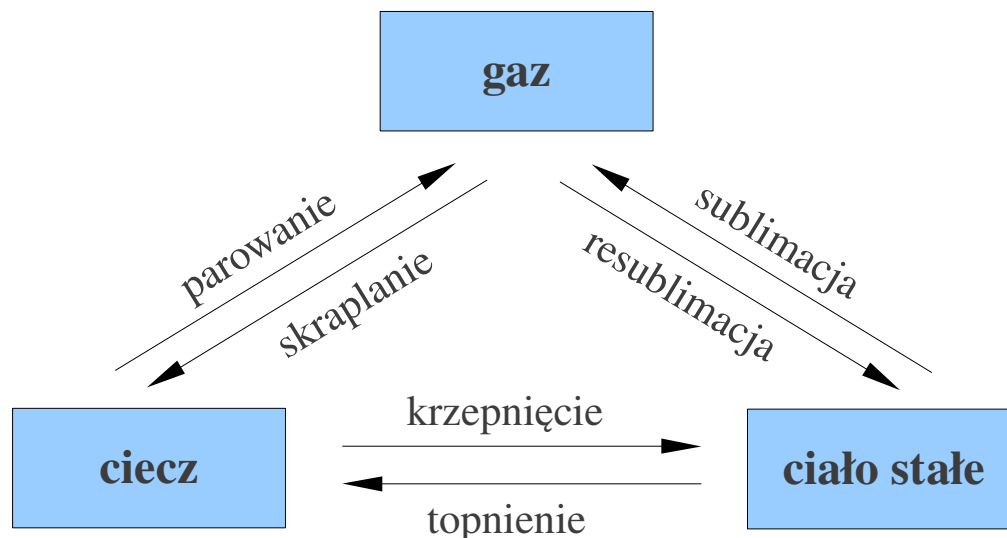 gaz
parowanie
skraplanie
sublimacja
resublimacja
krzepnięcie
ciecz
ciało stałe
topnienie